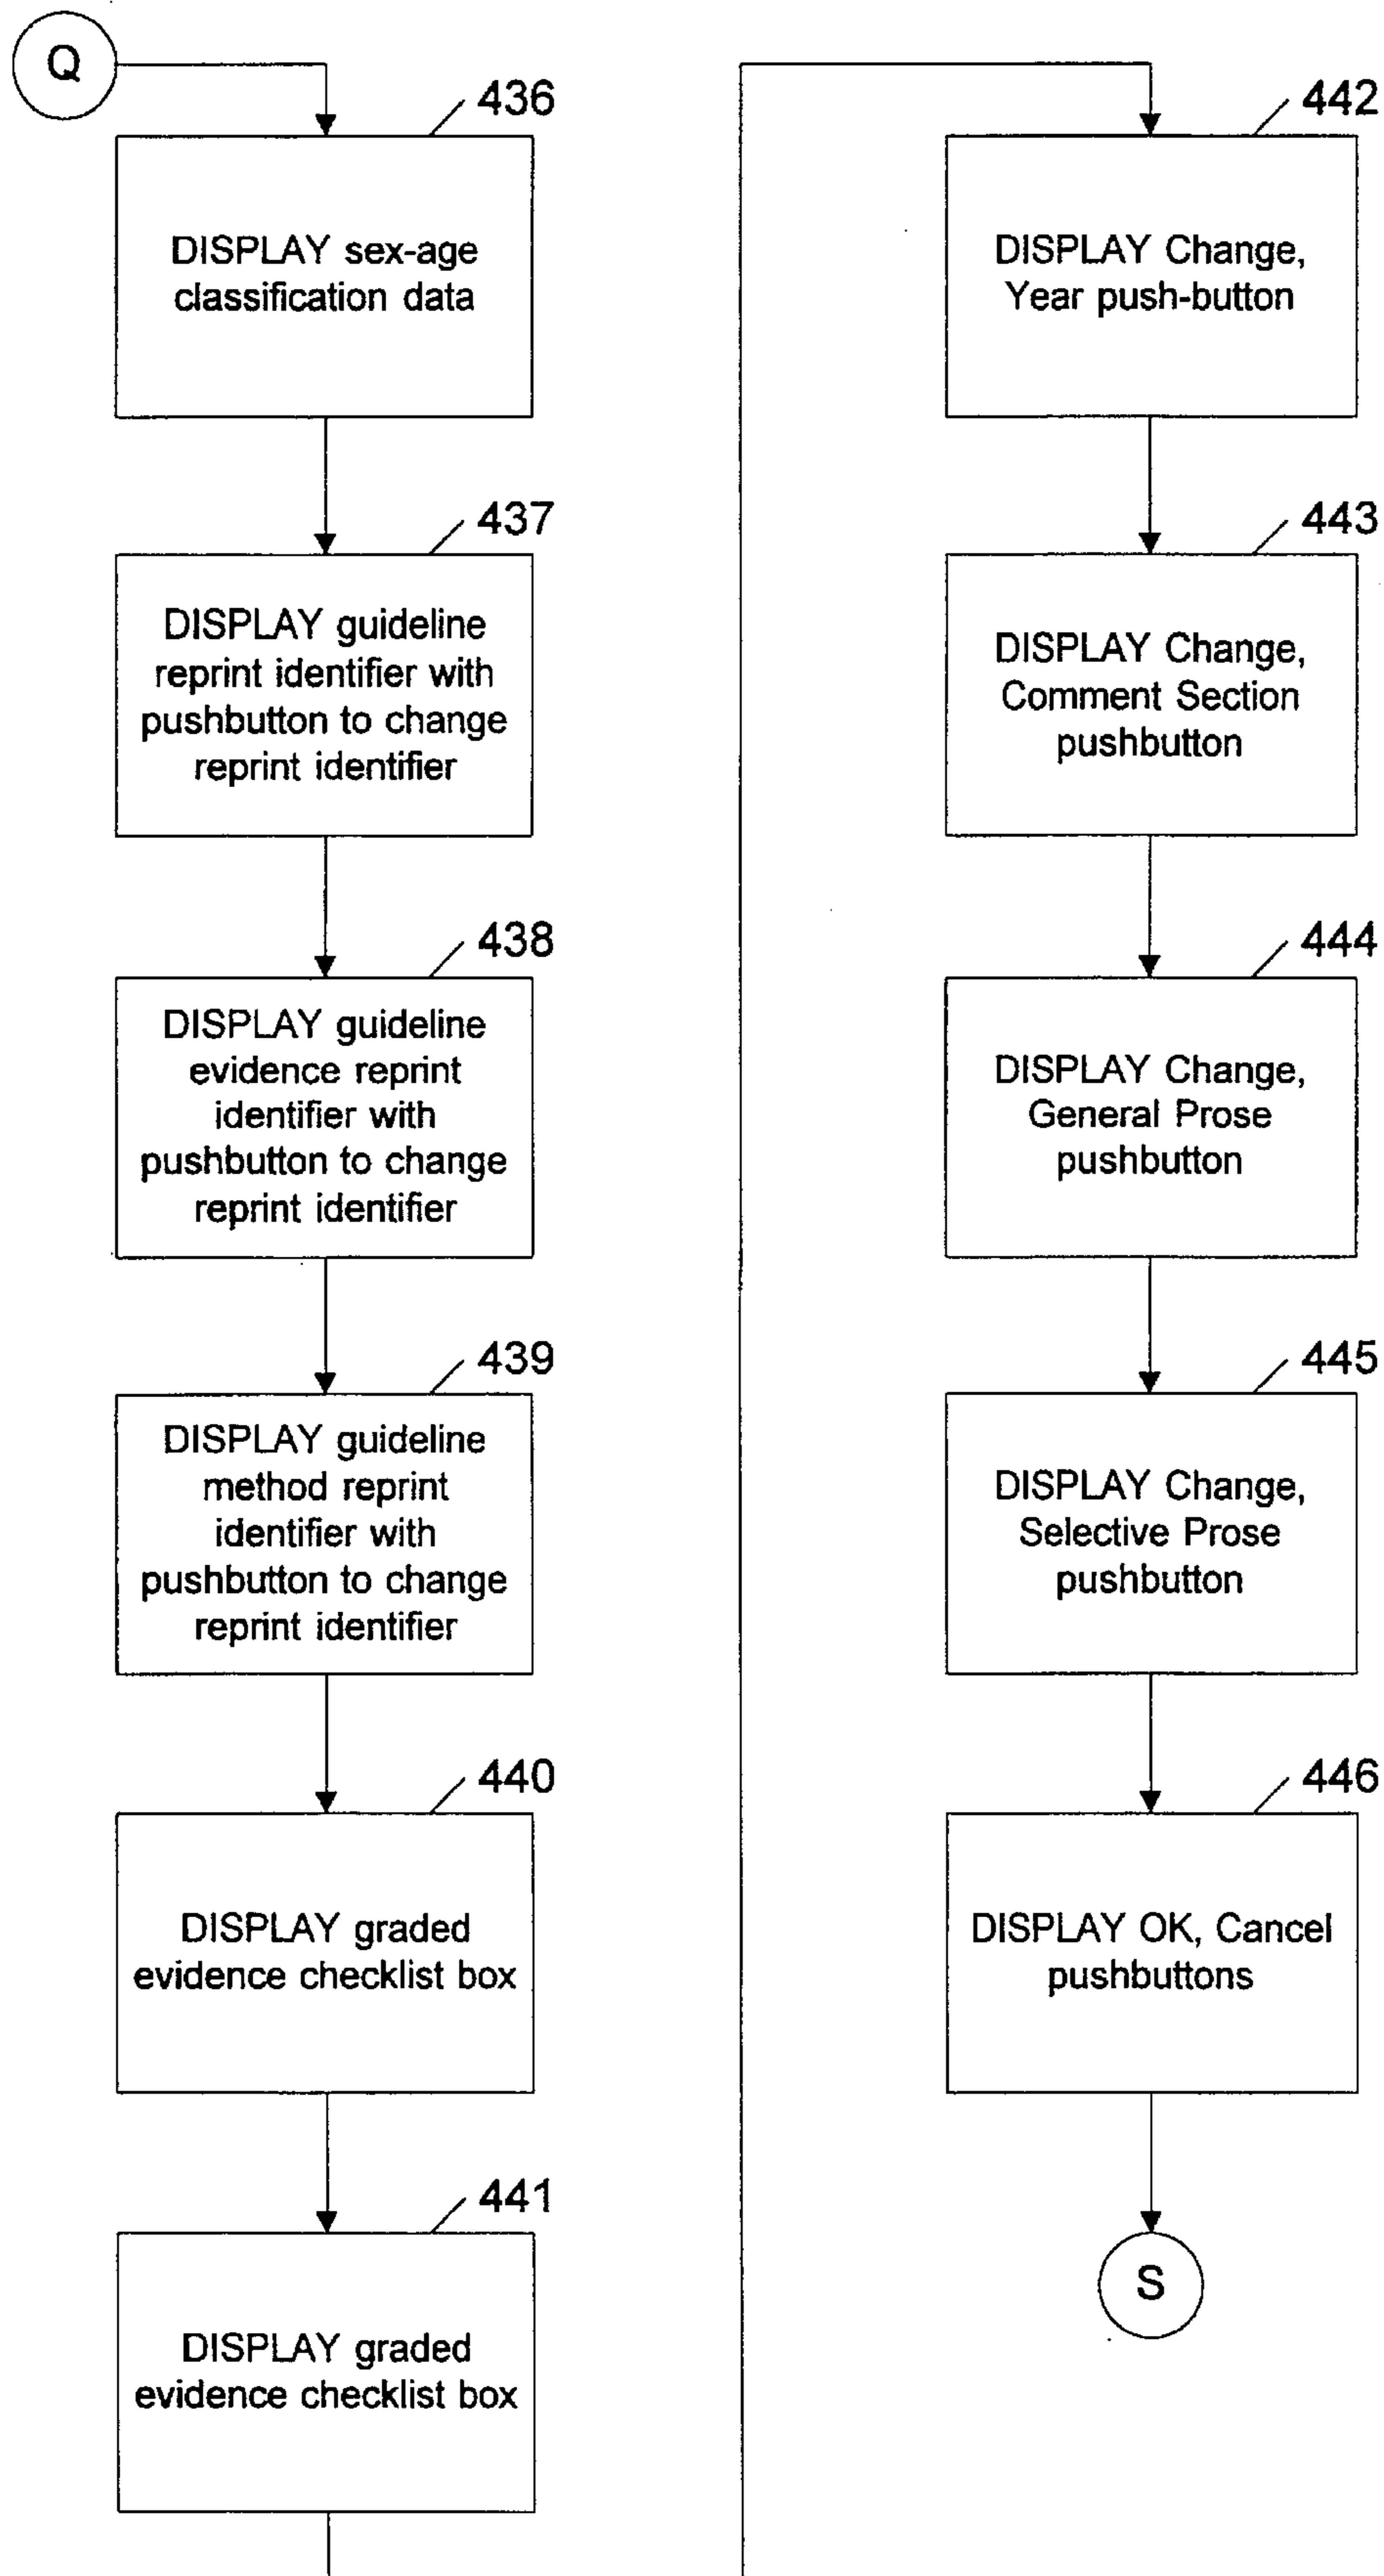 Q
436
DISPLAY sex-age
classification data
437
DISPLAY guideline
reprint identifier with
pushbutton to change
reprint identifier
438
DISPLAY guideline
evidence reprint
identifier with
pushbutton to change
reprint identifier
439
DISPLAY guideline
method reprint
identifier with
pushbutton to change
reprint identifier
440
DISPLAY graded
evidence checklist box
441
DISPLAY graded
evidence checklist box
442
DISPLAY Change,
Year push-button
443
DISPLAY Change,
Comment Section
pushbutton
444
DISPLAY Change,
General Prose
pushbutton
445
DISPLAY Change,
Selective Prose
pushbutton
446
DISPLAY OK, Cancel
pushbuttons
S